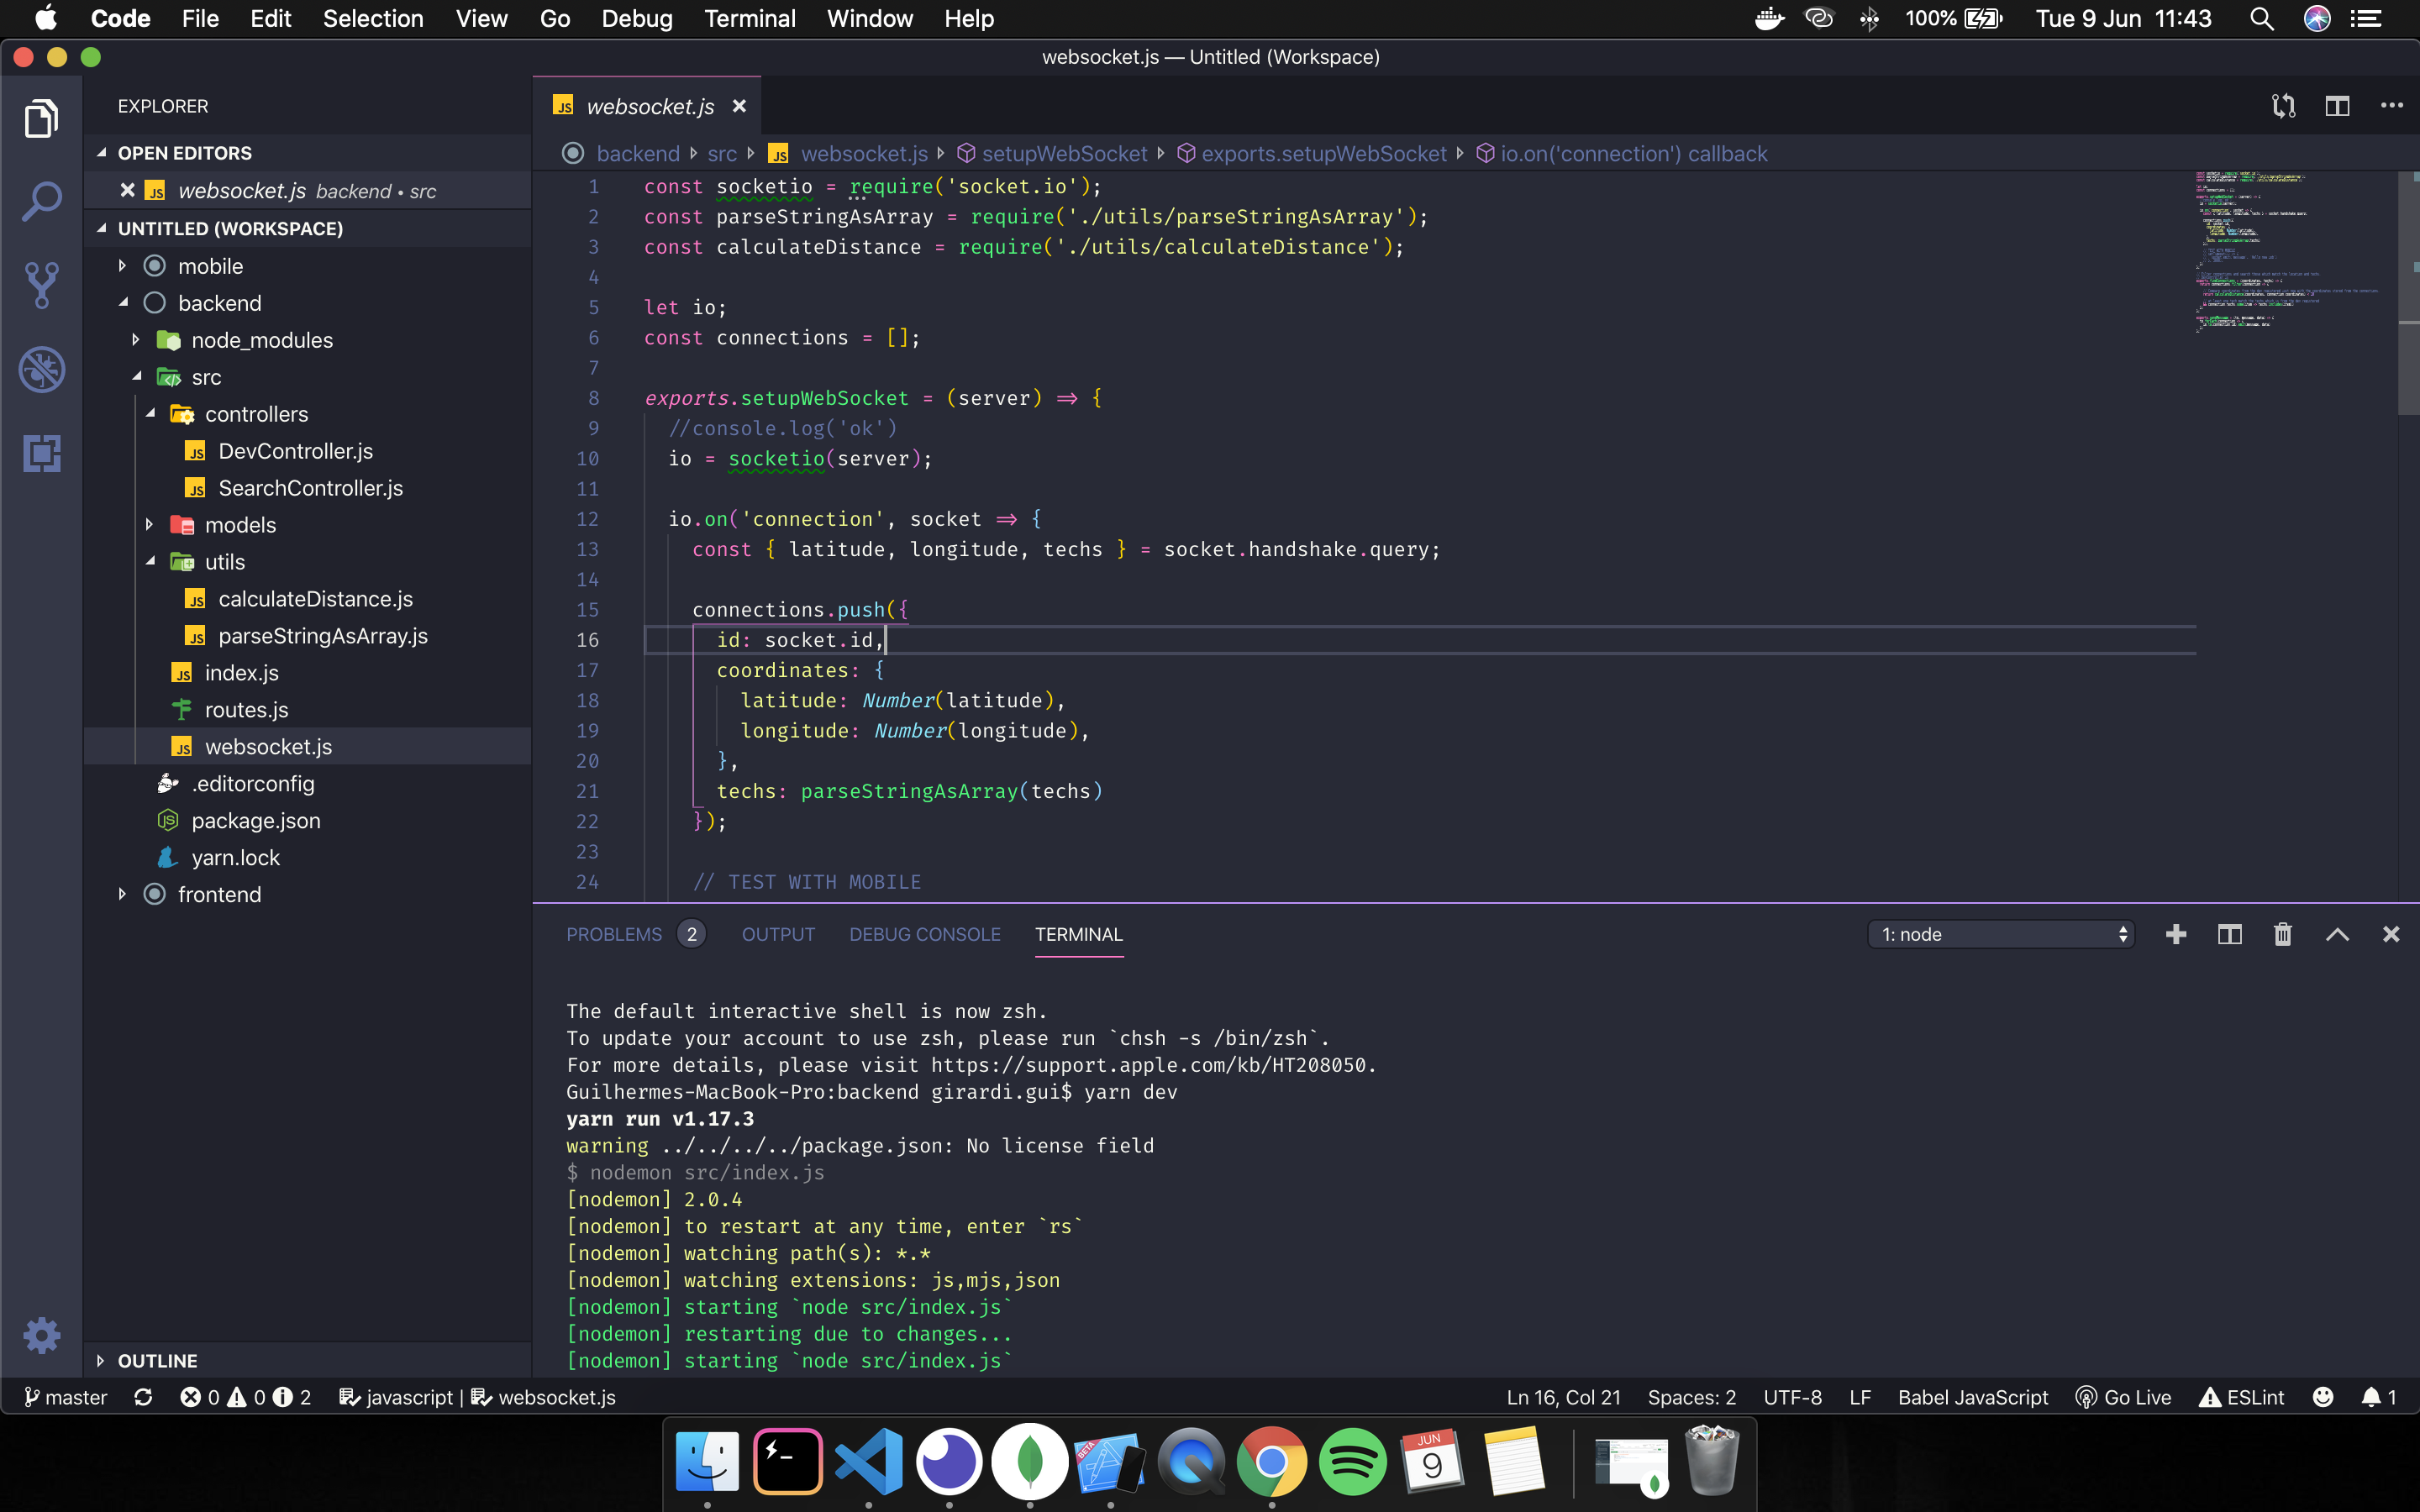 Code File Edit Selection View Go Debug Terminal Window Help 100% Tue 9 Jun 11:43
websocket.js — Untitled (Workspace)
EXPLORER
OPEN EDITORS
websocket.js backend • src
UNTITLED (WORKSPACE)
mobile
backend
node_modules
src
controllers
JS DevController.js
JS SearchController.js
models
utils
JS calculateDistance.js
JS parseStringAsArray.js
JS index.js
routes.js
JS websocket.js
.editorconfig
package.json
yarn.lock
frontend
OUTLINE
JS websocket.js
backend src JS websocket.js setupWebSocket exports.setupWebSocket io.on('connection') callback
1 const socketio = require('socket.io');
2 const parseStringAsArray = require('./utils/parseStringAsArray');
3 const calculateDistance = require('./utils/calculateDistance');
4
5 let io;
6 const connections = [];
7
8 exports.setupWebSocket = (server) => {
9 //console.log('ok')
10 io = socketio(server);
11
12 io.on('connection', socket => {
13 const { latitude, longitude, techs } = socket.handshake.query;
14
15 connections.push({
16 id: socket.id,
17 coordinates: {
18 latitude: Number(latitude),
19 longitude: Number(longitude),
20 },
21 techs: parseStringAsArray(techs)
22 });
23
24 // TEST WITH MOBILE
PROBLEMS 2 OUTPUT DEBUG CONSOLE TERMINAL 1: node
The default interactive shell is now zsh.
To update your account to use zsh, please run `chsh -s /bin/zsh`.
For more details, please visit https://support.apple.com/kb/HT208050.
Guilhermes-MacBook-Pro:backend girardi.gui$ yarn dev
yarn run v1.17.3
warning ../../../../package.json: No license field
$ nodemon src/index.js
[nodemon] 2.0.4
[nodemon] to restart at any time, enter `rs`
[nodemon] watching path(s): *.*
[nodemon] watching extensions: js,mjs,json
[nodemon] starting `node src/index.js`
[nodemon] restarting due to changes...
[nodemon] starting `node src/index.js`
master 0 0 2 javascript | websocket.js Ln 16, Col 21 Spaces: 2 UTF-8 LF Babel JavaScript Go Live ESLint 1
BETA
JUN
9